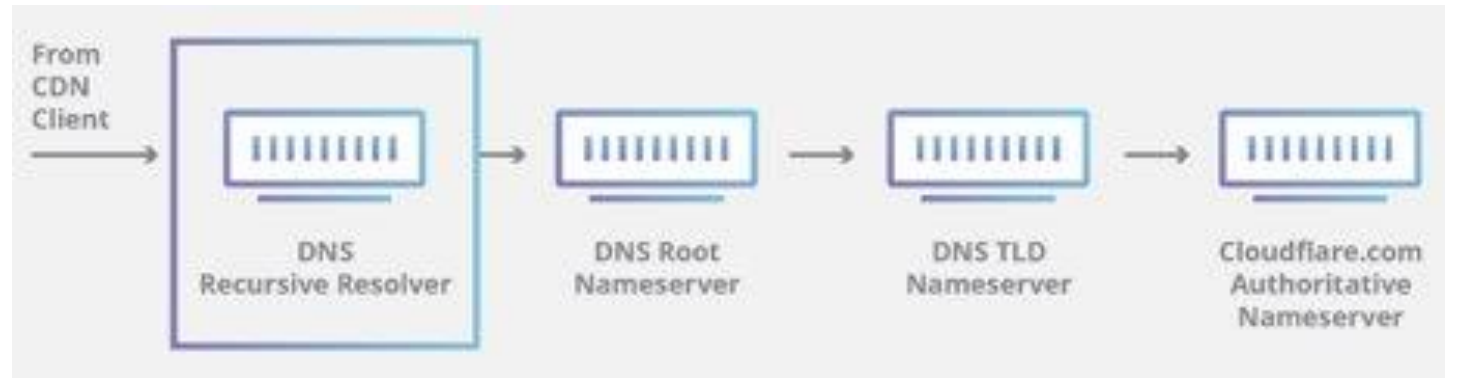 From
CDN
Client
DNS
Recursive Resolver
DNS Root
Nameserver
DNS TLD
Nameserver
Cloudflare.com
Authoritative
Nameserver